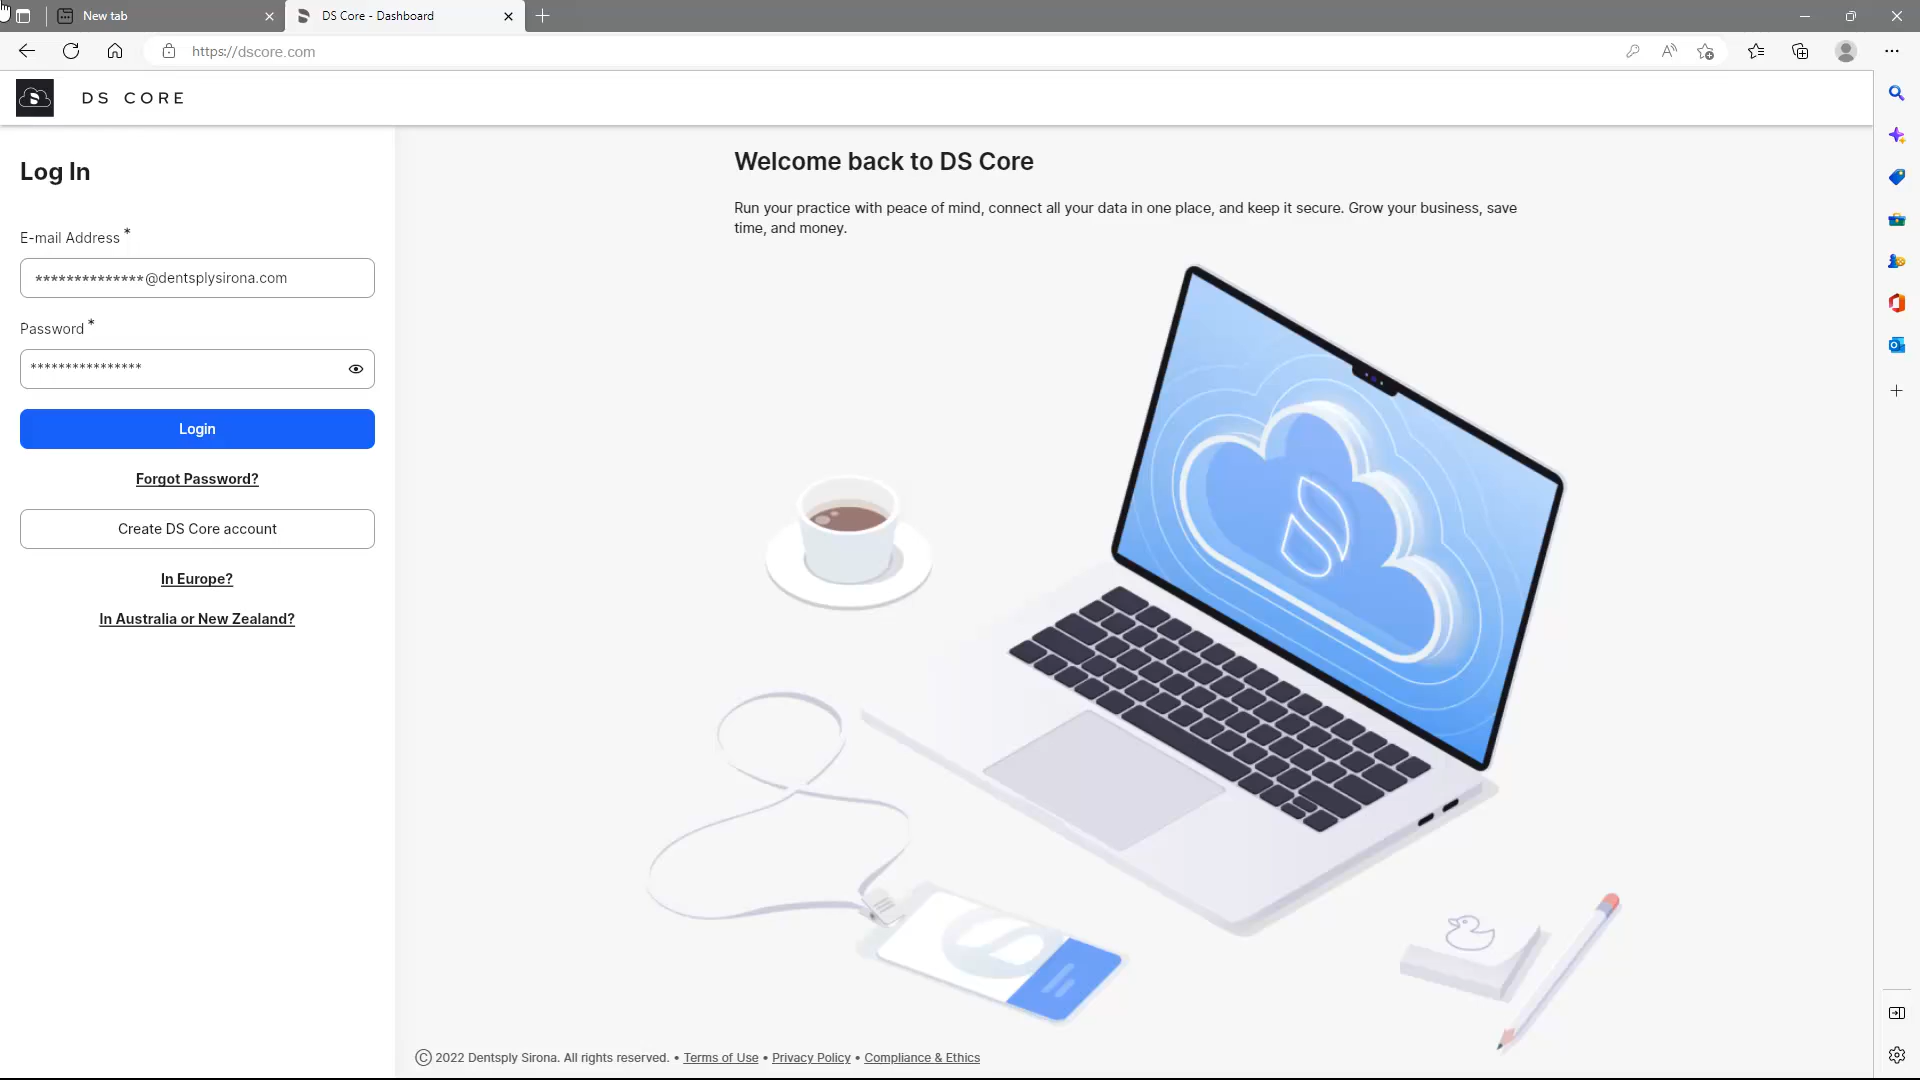 New tab
DS Core - Dashboard
https://dscore.com
DS CORE
Log In
E-mail Address *
**************@dentsplysirona.com
Password *
****************
Login
Forgot Password?
Create DS Core account
In Europe?
In Australia or New Zealand?
Welcome back to DS Core
Run your practice with peace of mind, connect all your data in one place, and keep it secure. Grow your business, save
time, and money.
© 2022 Dentsply Sirona. All rights reserved. • Terms of Use • Privacy Policy • Compliance & Ethics